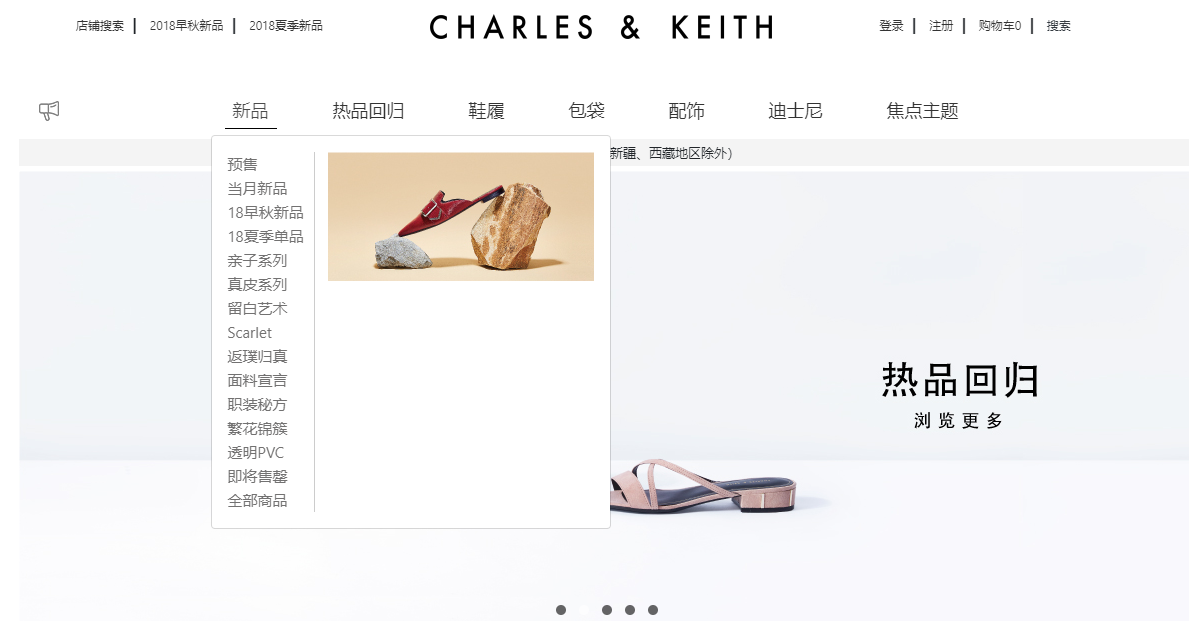 店铺搜索 2018早秋新品 2018夏季新品
CHARLES & KEITH
登录 注册 购物车0 搜索
新品 热品回归 鞋履 包袋 配饰 迪士尼 焦点主题
新疆、西藏地区除外）
预售
当月新品
18早秋新品
18夏季单品
亲子系列
真皮系列
留白艺术
Scarlet
返璞归真
面料宣言
职装秘方
繁花锦簇
透明PVC
即将售罄
全部商品
热品回归
浏览更多